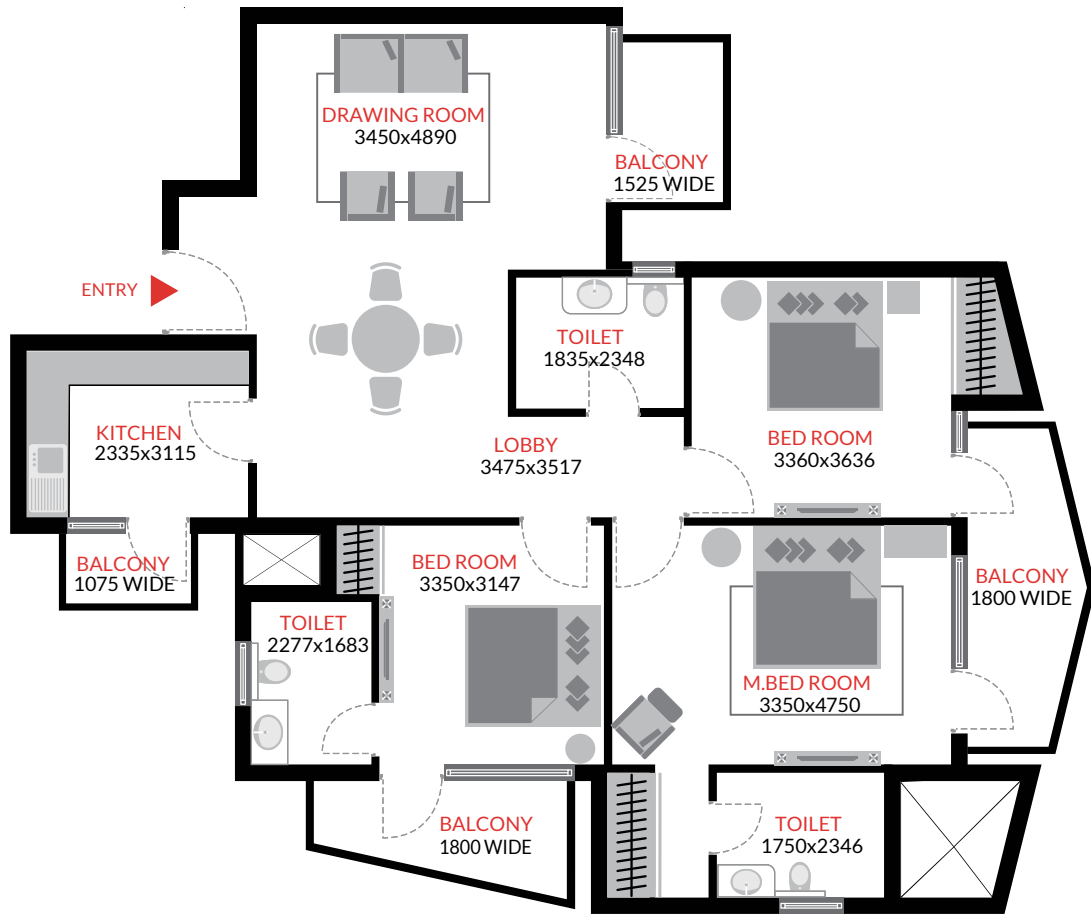 DRAWING ROOM
3450x4890
BALCONY
1525 WIDE
ENTRY
TOILET
1835x2348
KITCHEN
2335x3115
LOBBY
3475x3517
BED ROOM
3360x3636
BALCONY
1075 WIDE
BED ROOM
3350x3147
BALCONY
1800 WIDE
TOILET
2277x1683
M.BED ROOM
3350x4750
BALCONY
1800 WIDE
TOILET
1750x2346